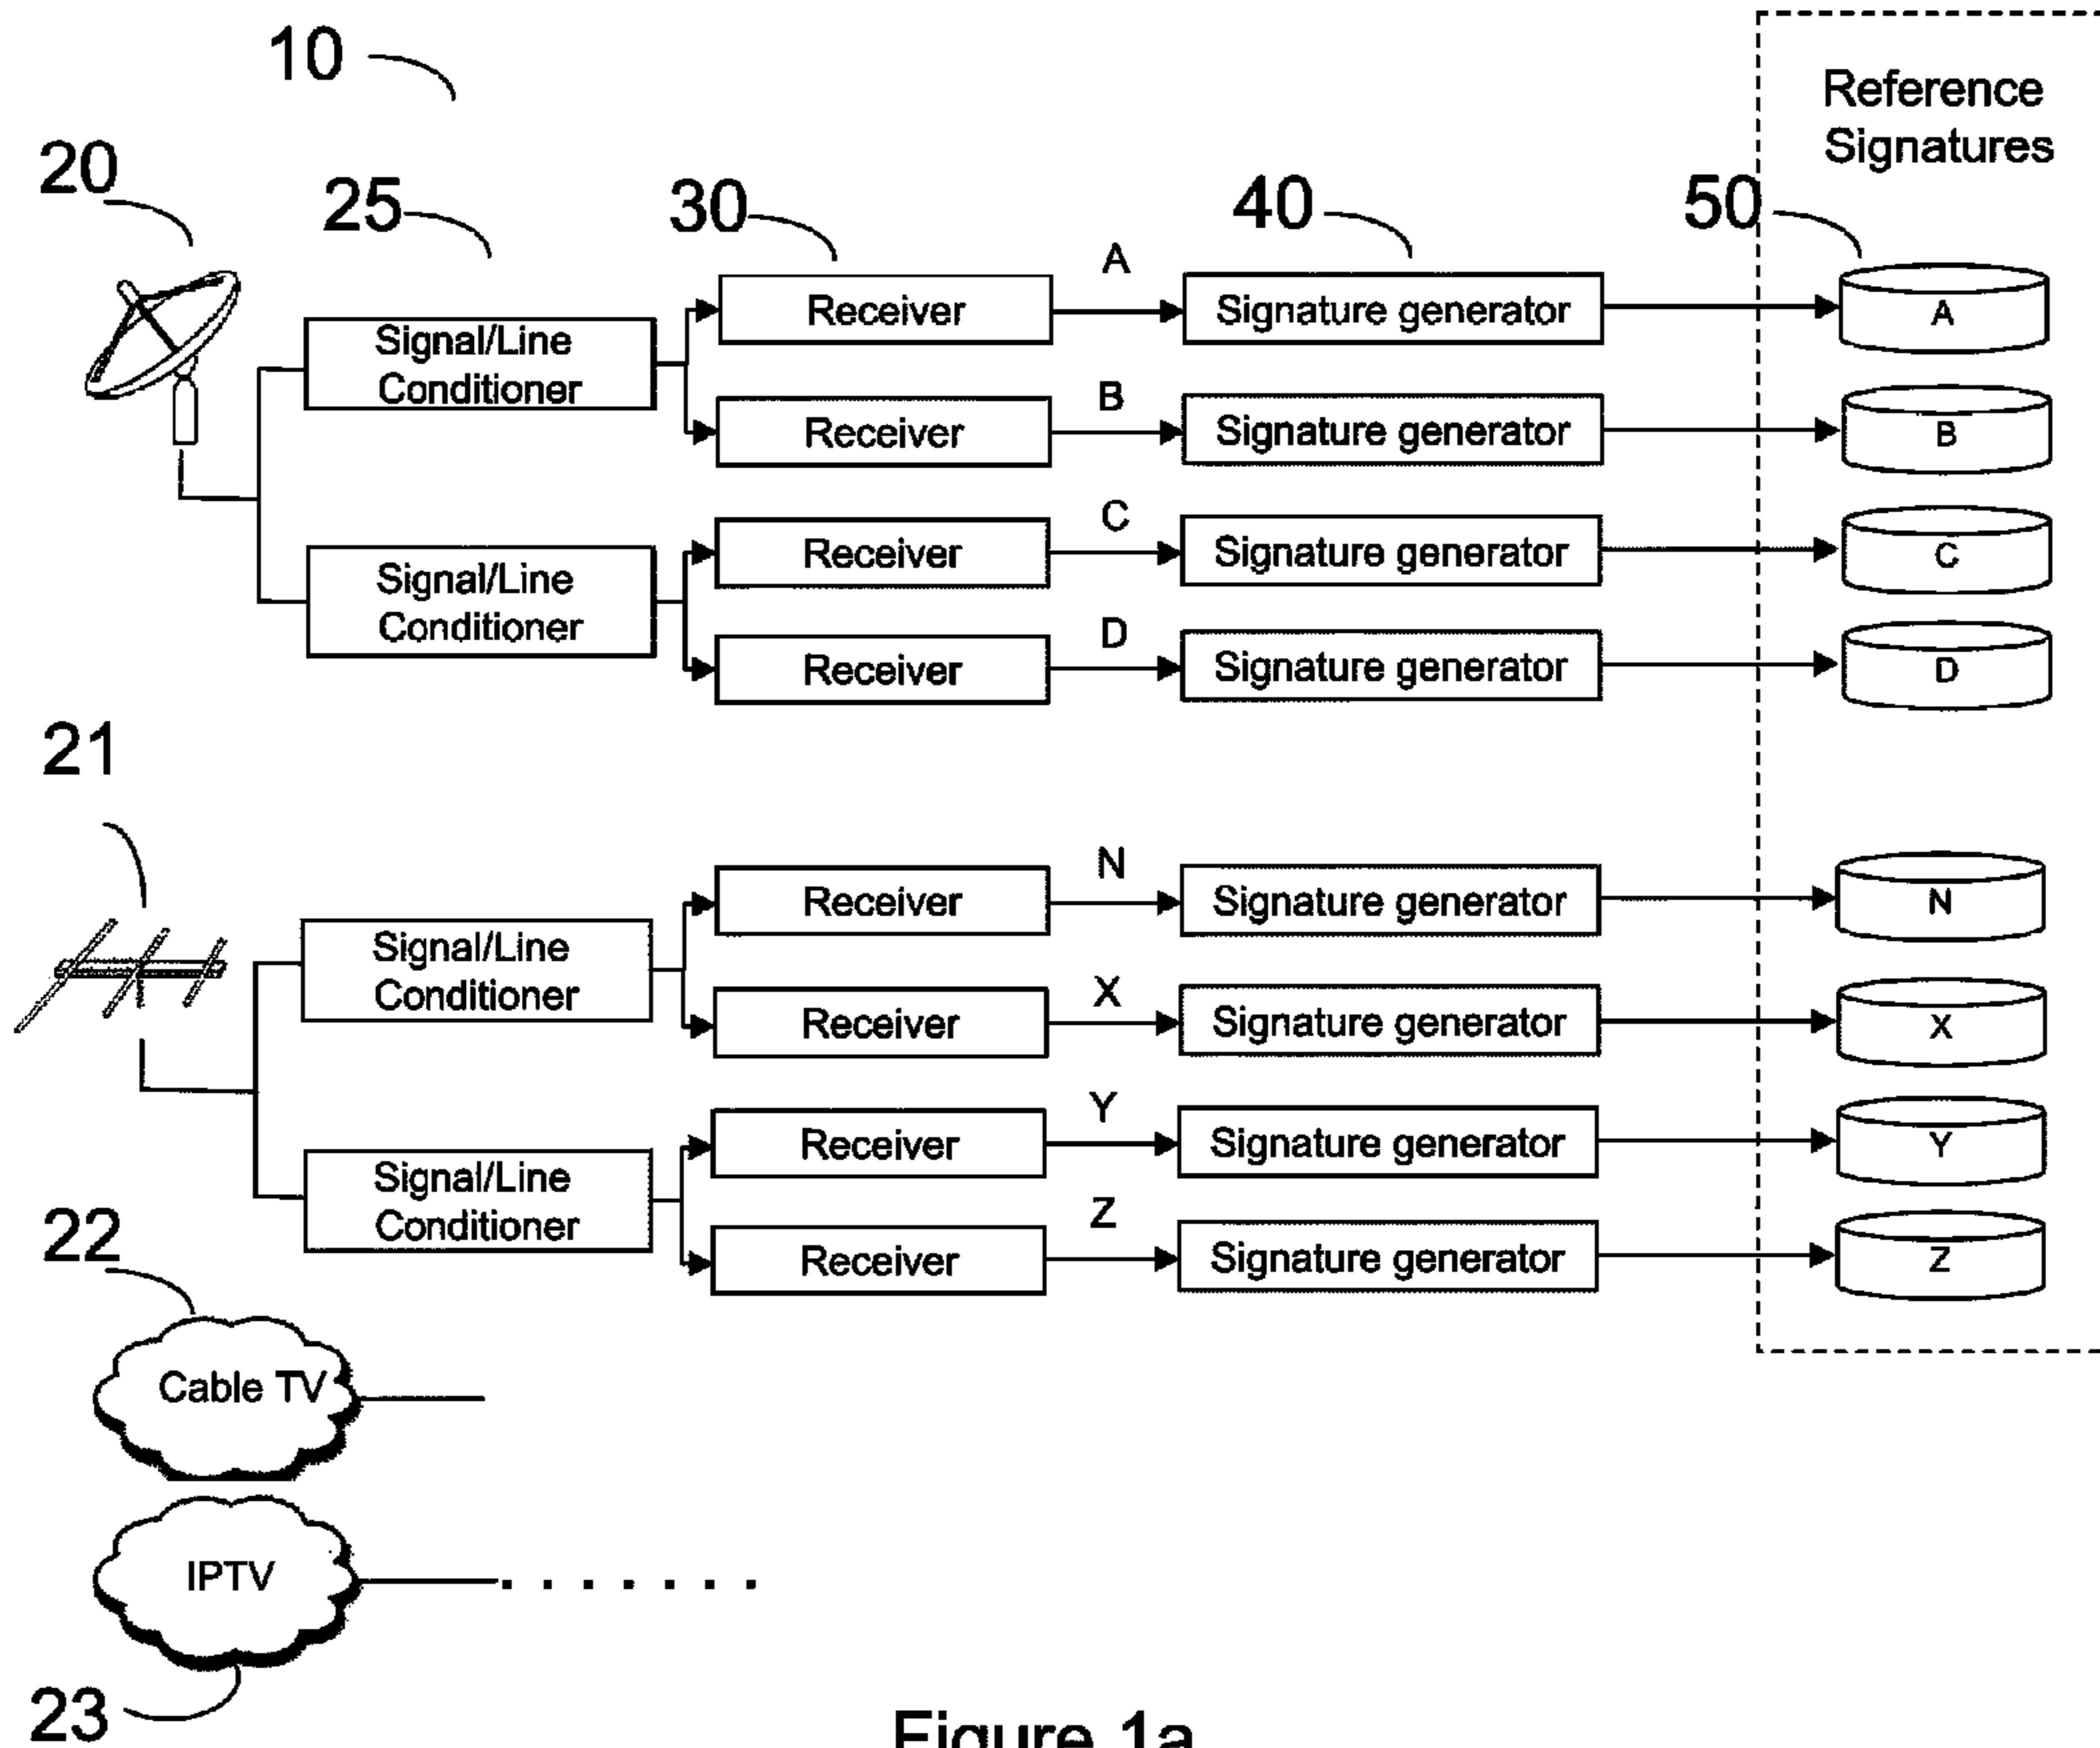 10
Reference
Signatures
20
25
30
40
50
A
Receiver
Signature generator
A
Signal/Line
Conditioner
B
Receiver
Signature generator
B
C
Receiver
Signature generator
C
Signal/Line
Conditioner
D
Receiver
Signature generator
D
21
N
Receiver
Signature generator
N
Signal/Line
Conditioner
X
Receiver
Signature generator
X
Y
Receiver
Signature generator
Y
Signal/Line
Conditioner
Z
Receiver
Signature generator
Z
22
Cable TV
IPTV
23
Figure 1a